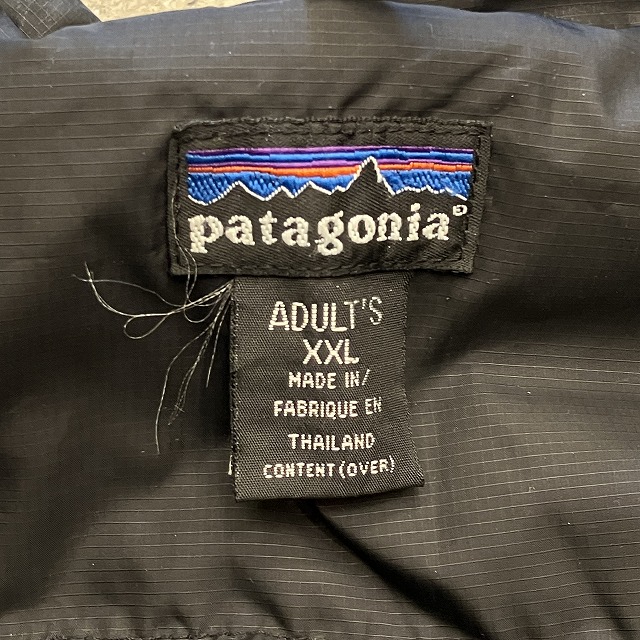 patagonia®
ADULT'S
XXL
MADE IN/
FABRIQUE EN
THAILAND
CONTENT (OVER)